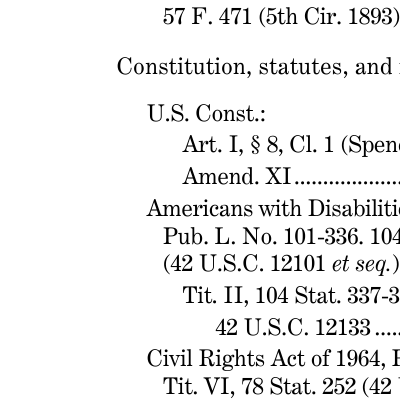 57 F. 471 (5th Cir. 1893)
Constitution, statutes, and
U.S. Const.:
Art. I, § 8, Cl. 1 (Spen
Amend. XI..................
Americans with Disabiliti
Pub. L. No. 101-336. 104
(42 U.S.C. 12101 et seq.)
Tit. II, 104 Stat. 337-3
42 U.S.C. 12133....
Civil Rights Act of 1964,
Tit. VI, 78 Stat. 252 (42